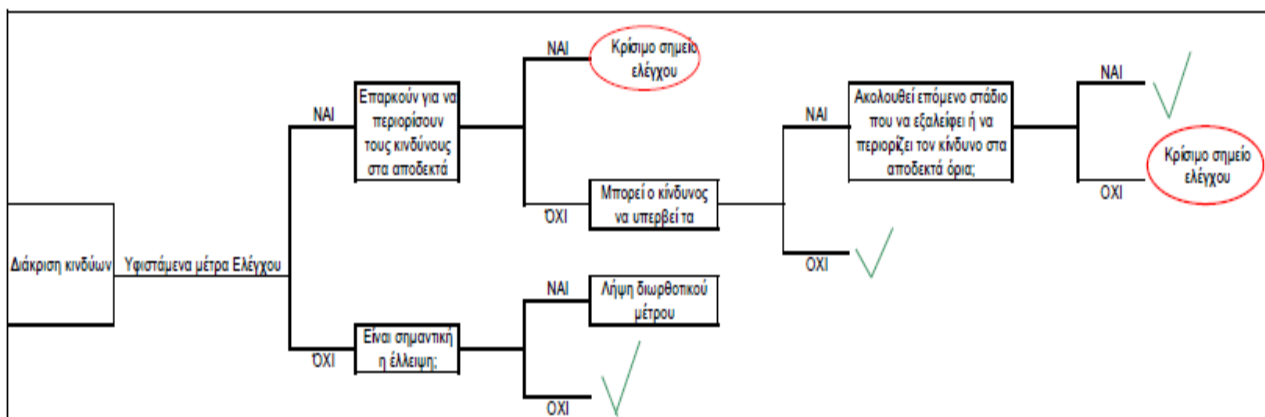 Διάκριση κινδύων
Υφιστάμενα μέτρα Ελέγχου
ΝΑΙ
Επαρκούν για να
περιορίσουν
τους κινδύνους
στα αποδεκτά
ΝΑΙ
Κρίσιμο σημείο
ελέγχου
ΌΧΙ
Μπορεί ο κίνδυνος
να υπερβεί τα
ΝΑΙ
Ακολουθεί επόμενο στάδιο
που να εξαλείφει ή να
περιορίζει τον κίνδυνο στα
αποδεκτά όρια;
ΝΑΙ
ΟΧΙ
Κρίσιμο σημείο
ελέγχου
ΟΧΙ
ΌΧΙ
Είναι σημαντική
η έλλειψη;
ΝΑΙ
Λήψη διωρθοτικού
μέτρου
ΟΧΙ